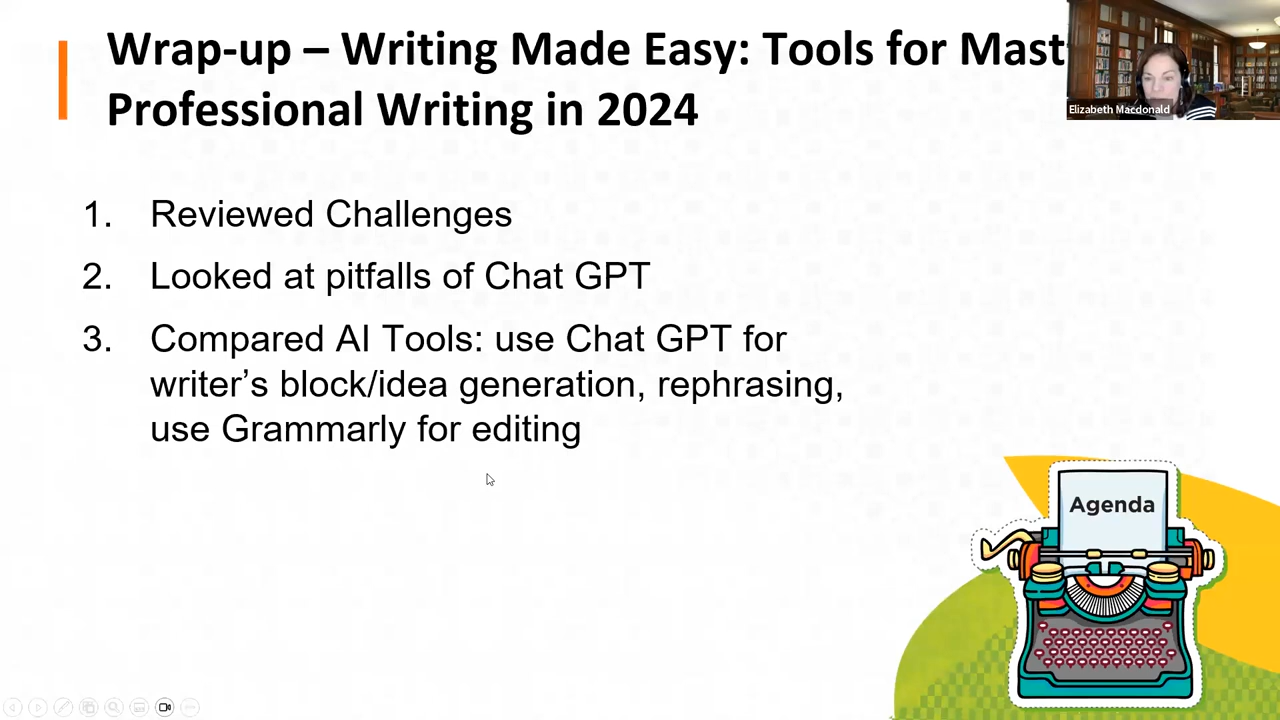 Wrap-up – Writing Made Easy: Tools for Mast
Professional Writing in 2024
Elizabeth Macdonald
1. Reviewed Challenges
2. Looked at pitfalls of Chat GPT
3. Compared AI Tools: use Chat GPT for
writer’s block/idea generation, rephrasing,
use Grammarly for editing
Agenda